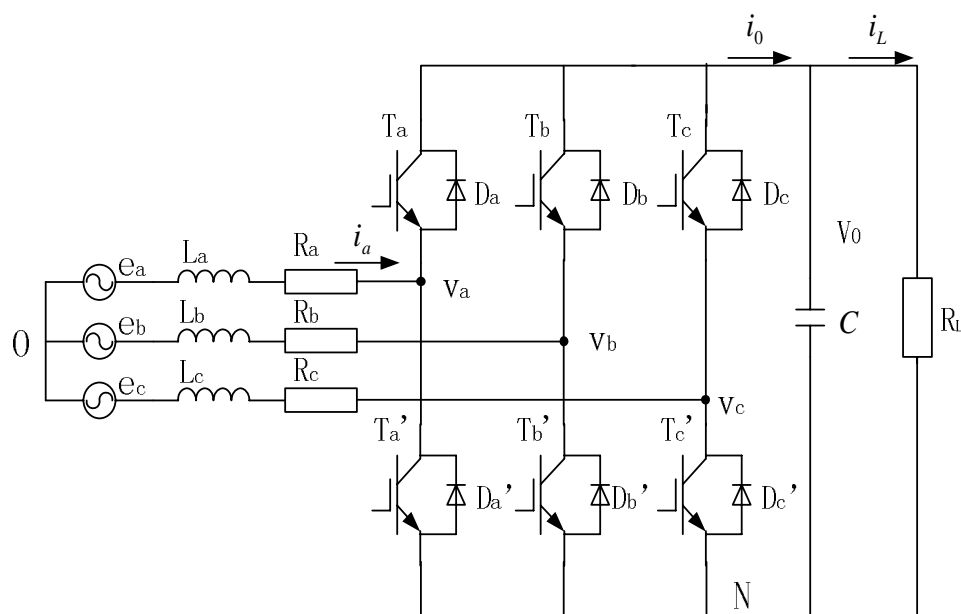 i0 iL
Ta Tb Tc
Da Db Dc
V0
ia
ea La Ra
va
0 eb Lb Rb
vb
C RL
ec Lc Rc
vc
Ta’ Tb’ Tc’
Da’ Db’ Dc’
N